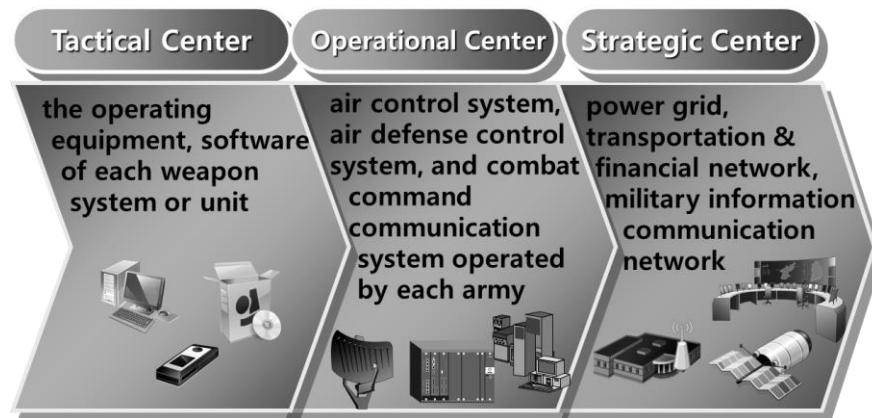 Tactical Center
the operating
equipment, software
of each weapon
system or unit
Operational Center
air control system,
air defense control
system, and combat
command
communication
system operated
by each army
Strategic Center
power grid,
transportation &
financial network,
military information
communication
network